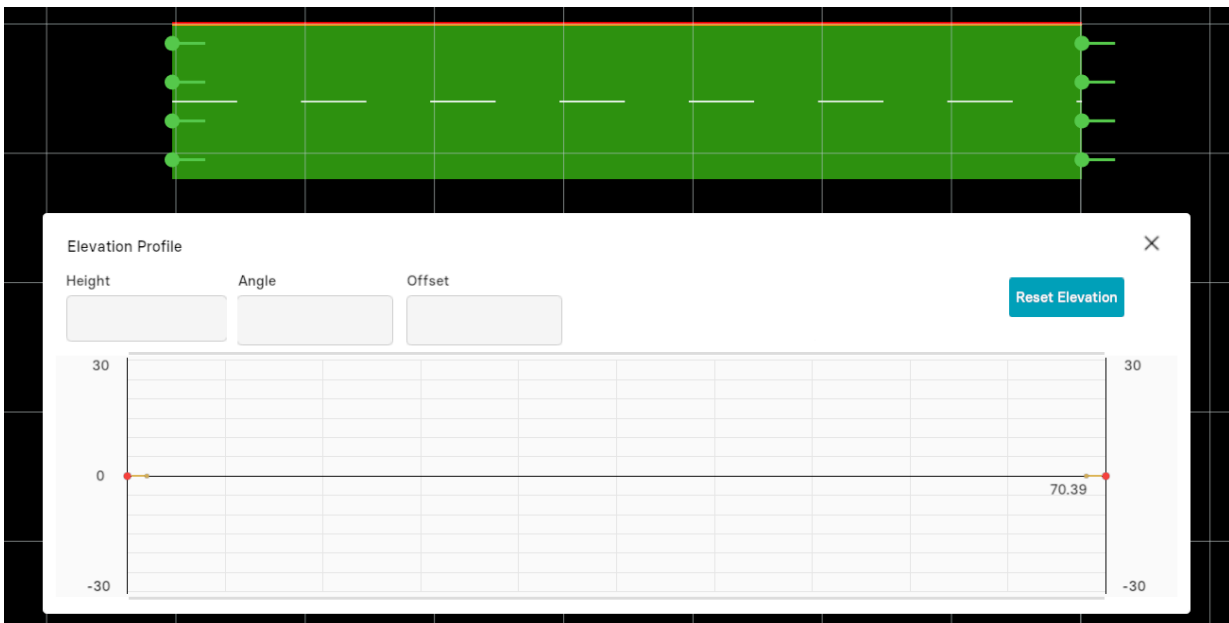 Elevation Profile
Height Angle Offset
Reset Elevation
30 30
0
70.39
-30 -30